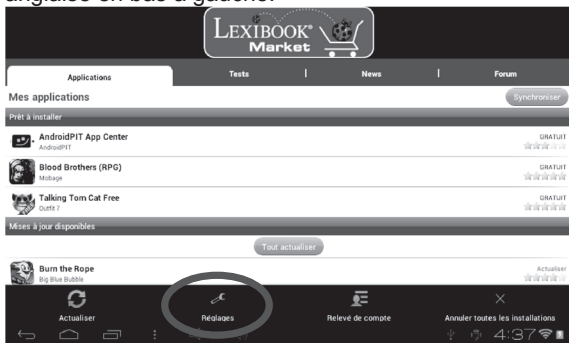 anglaise en bas à gauche.
LEXIBOOK®
Market
Applications Tests | News | Forum
Mes applications Synchroniser
Prêt à installer
AndroidPIT App Center GRATUIT
AndroidPIT
Blood Brothers (RPG) GRATUIT
Mobage
Talking Tom Cat Free GRATUIT
Outfit 7
Mises à jour disponibles
Tout actualiser
Burn the Rope Actualiser
Big Blue Bubble
Actualiser Réglages Relevé de compte Annuler toutes les installations
4:37